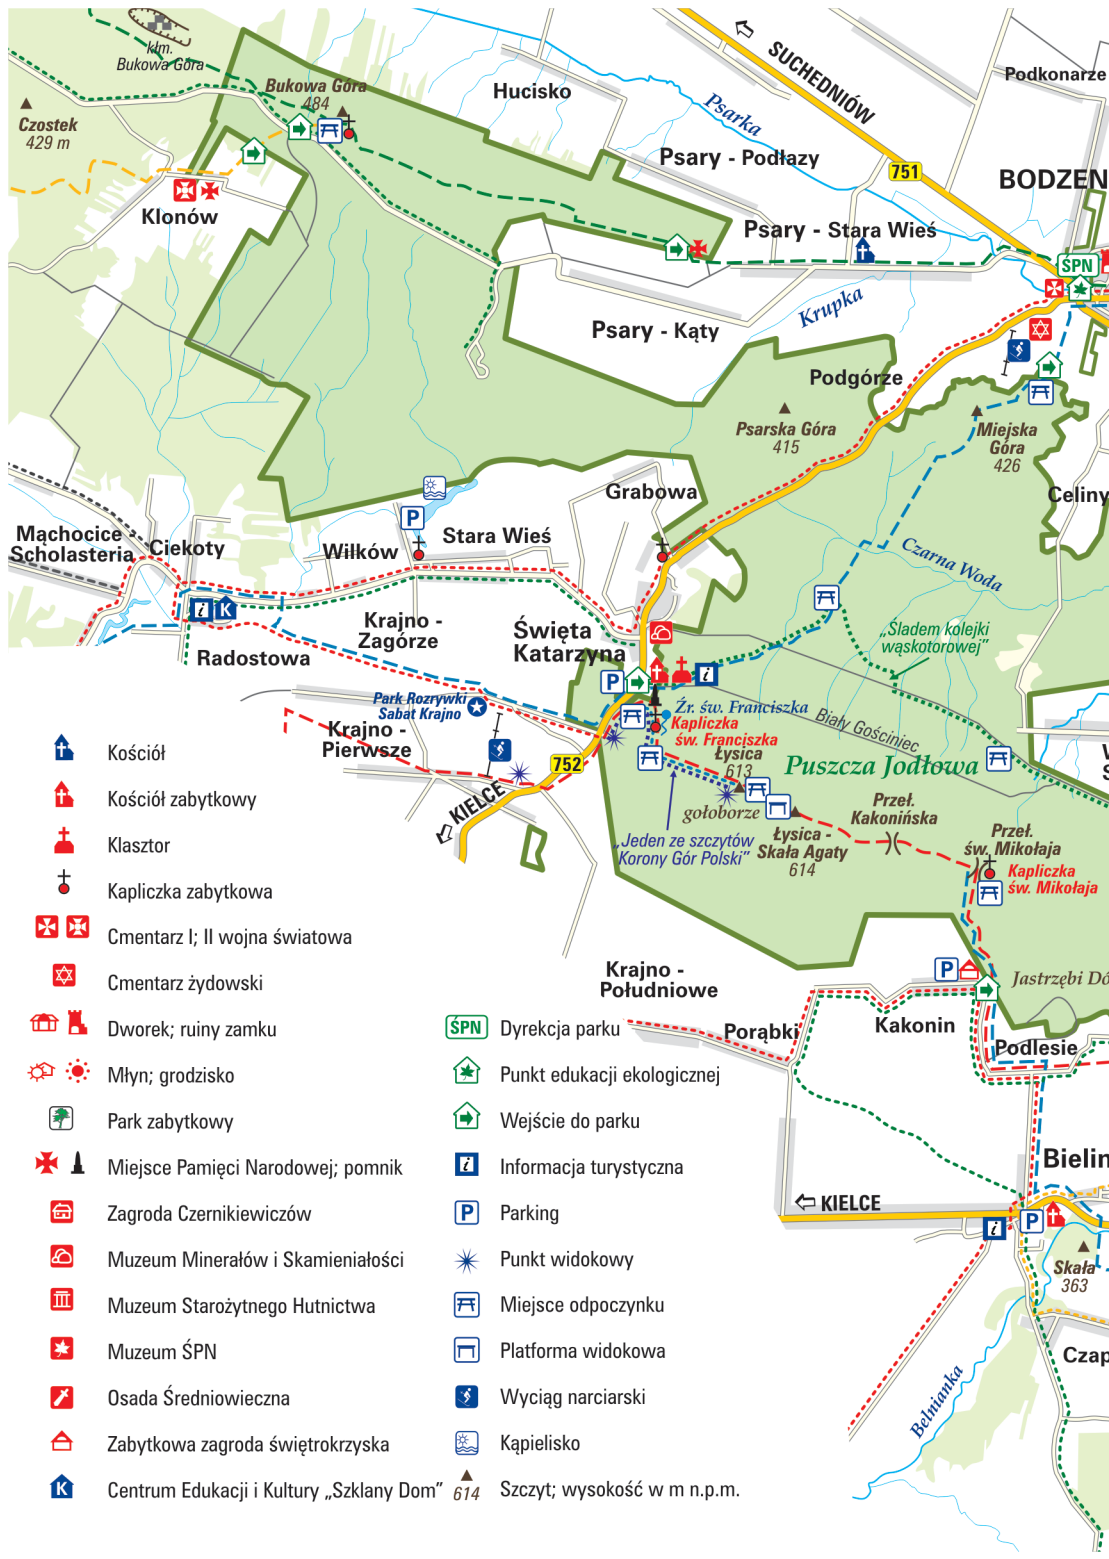 kłm.
Bukowa Góra
Czostek
429 m
Bukowa Góra
484
Hucisko
SUCHEDNIÓW
Podkonarze
Psarka
Psary - Podłazy
751
BODZEN
Klonów
Psary - Stara Wieś
ŚPN
Krupka
Psary - Kąty
Podgórze
Psarska Góra
415
Miejska
Góra
426
Grabowa
Celiny
P
Mąchocice
Scholasteria
Ciekoty
Wilków
Stara Wieś
Czarna Woda
i
K
Krajno -
Zagórze
Święta
Katarzyna
„Śladem kolejki
wąskotorowej”
Radostowa
P
i
Park Rozrywki
Sabat Krajno
Źr. św. Franciszka
Kapliczka
św. Franciszka
Biały Gościniec
Krajno -
Pierwsze
Łysica
613
Puszcza Jodłowa
752
KIELCE
gołoborze
Przeł.
Kakonińska
„Jeden ze szczytów
Korony Gór Polski”
Łysica -
Skała Agaty
614
Przeł.
św. Mikołaja
Kapliczka
św. Mikołaja
Krajno -
Południowe
P
Jastrzębi Dó
Porąbki
Kakonin
Podlesie
Bielin
KIELCE
i
P
Skała
363
Czap
Belnianka
Kościół
Kościół zabytkowy
Klasztor
Kapliczka zabytkowa
Cmentarz I; II wojna światowa
Cmentarz żydowski
Dworek; ruiny zamku
Młyn; grodzisko
Park zabytkowy
Miejsce Pamięci Narodowej; pomnik
Zagroda Czernikiewiczów
Muzeum Minerałów i Skamieniałości
Muzeum Starożytnego Hutnictwa
Muzeum ŚPN
Osada Średniowieczna
Zabytkowa zagroda świętrokrzyska
K Centrum Edukacji i Kultury „Szklany Dom”
ŚPN Dyrekcja parku
Punkt edukacji ekologicznej
Wejście do parku
i Informacja turystyczna
P Parking
Punkt widokowy
Miejsce odpoczynku
Platforma widokowa
Wyciąg narciarski
Kąpielisko
614 Szczyt; wysokość w m n.p.m.